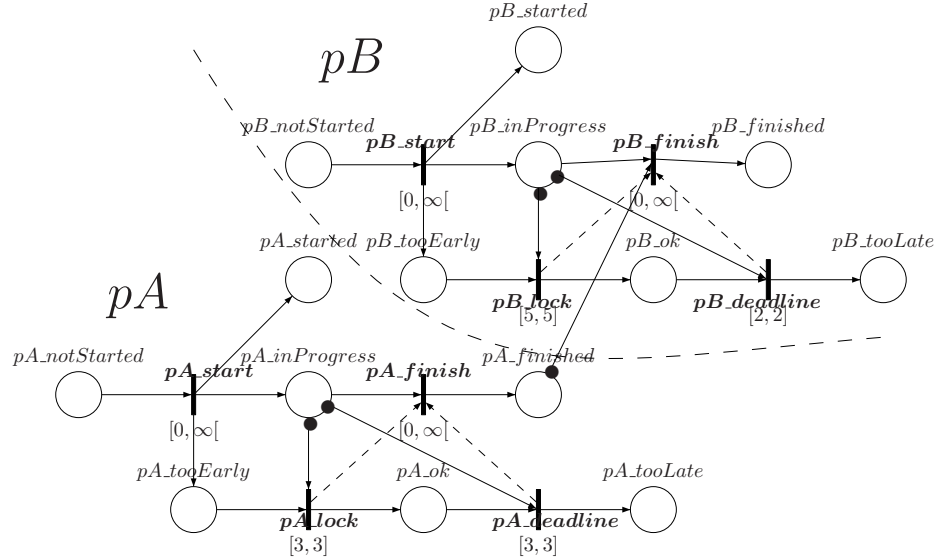 pB_started
pB
pB_notStarted
pB_start
pB_inProgress
pB_finish
pB_finished
[0, ∞[
[0, ∞[
pA_started
pB_tooEarly
pB_ok
pB_tooLate
pA
pB_lock
pB_deadline
[5, 5]
[2, 2]
pA_notStarted
pA_start
pA_inProgress
pA_finish
pA_finished
[0, ∞[
[0, ∞[
pA_tooEarly
pA_ok
pA_tooLate
pA_lock
pA_deadline
[3, 3]
[3, 3]